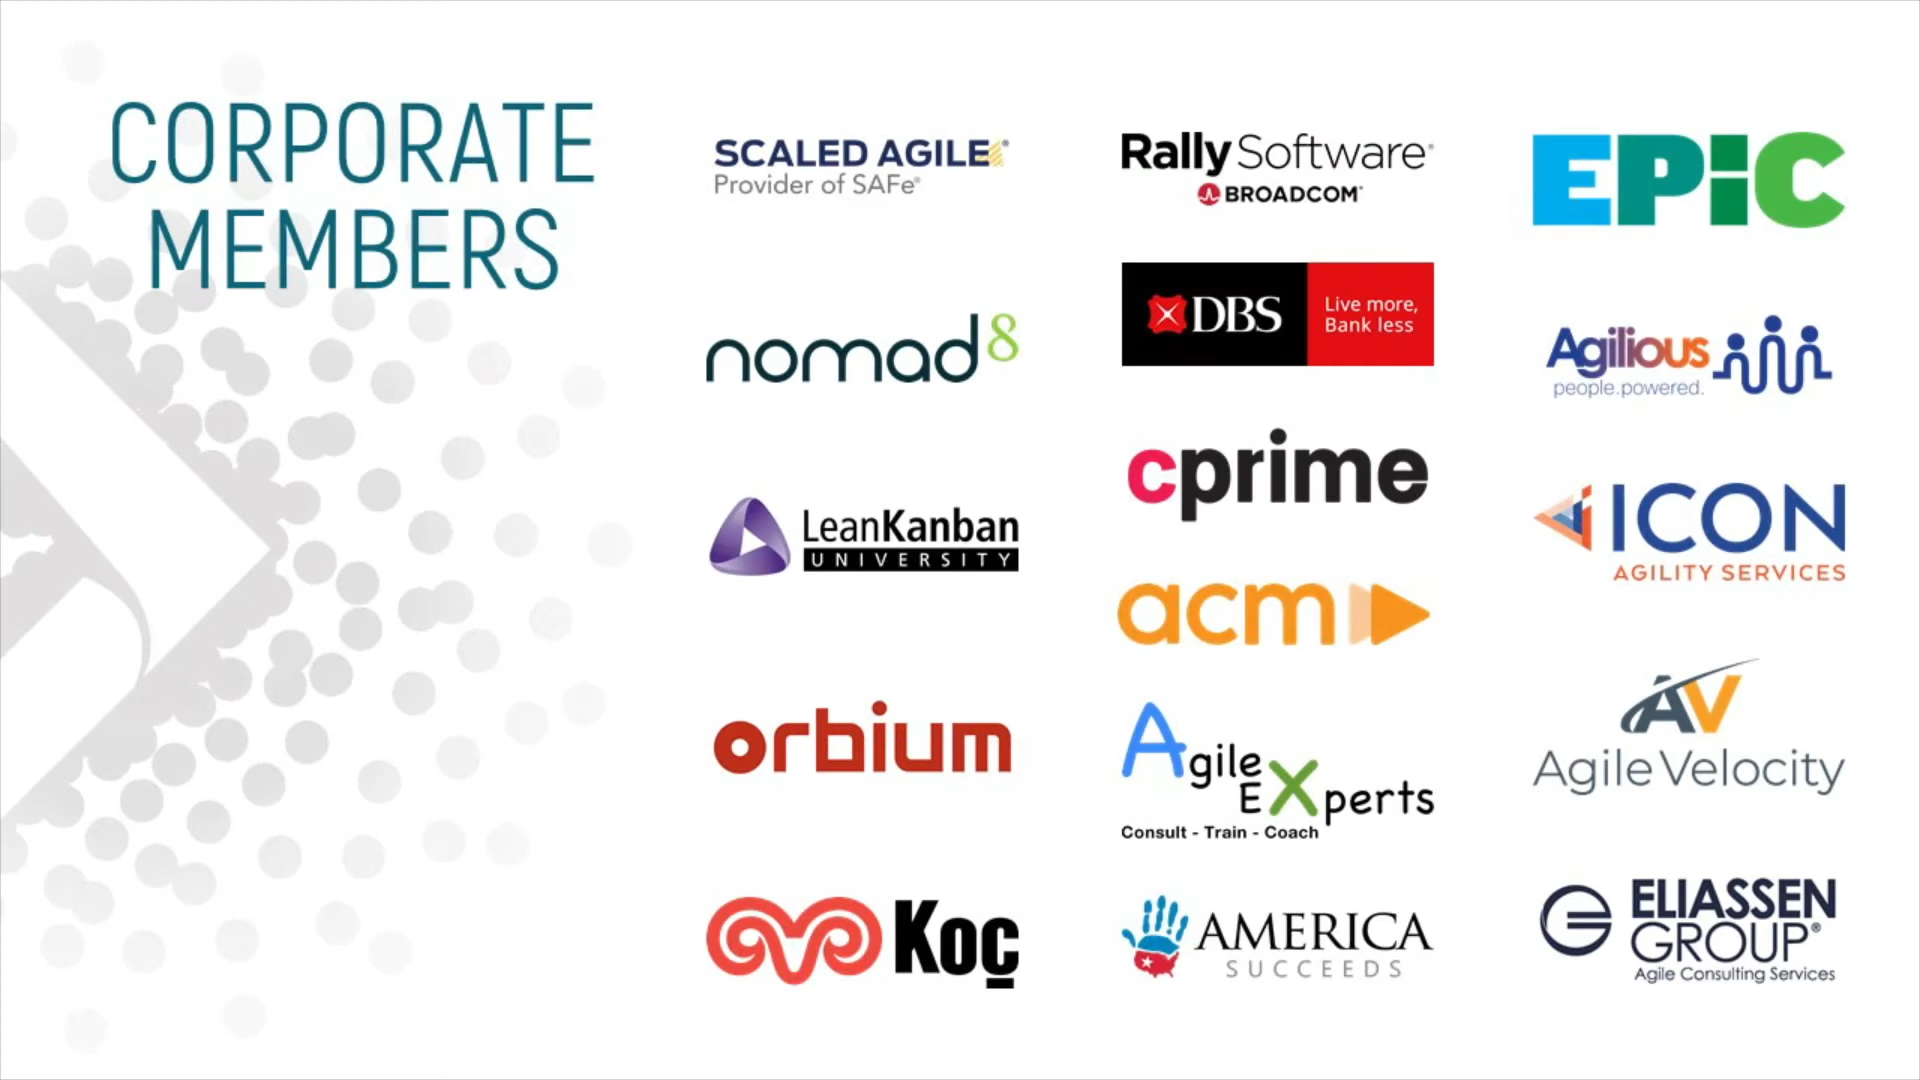 CORPORATE
MEMBERS
SCALED AGILE®
Provider of SAFe®
nomad8
LeanKanban
UNIVERSITY
orbium
Koç
Rally Software®
BROADCOM®
DBS
Live more,
Bank less
cprime
acm
Agile
EXperts
Consult - Train - Coach
AMERICA
SUCCEEDS
EPiC
Agilious
people.powered.
ICON
AGILITY SERVICES
AV
Agile Velocity
ELIASSEN
GROUP®
Agile Consulting Services